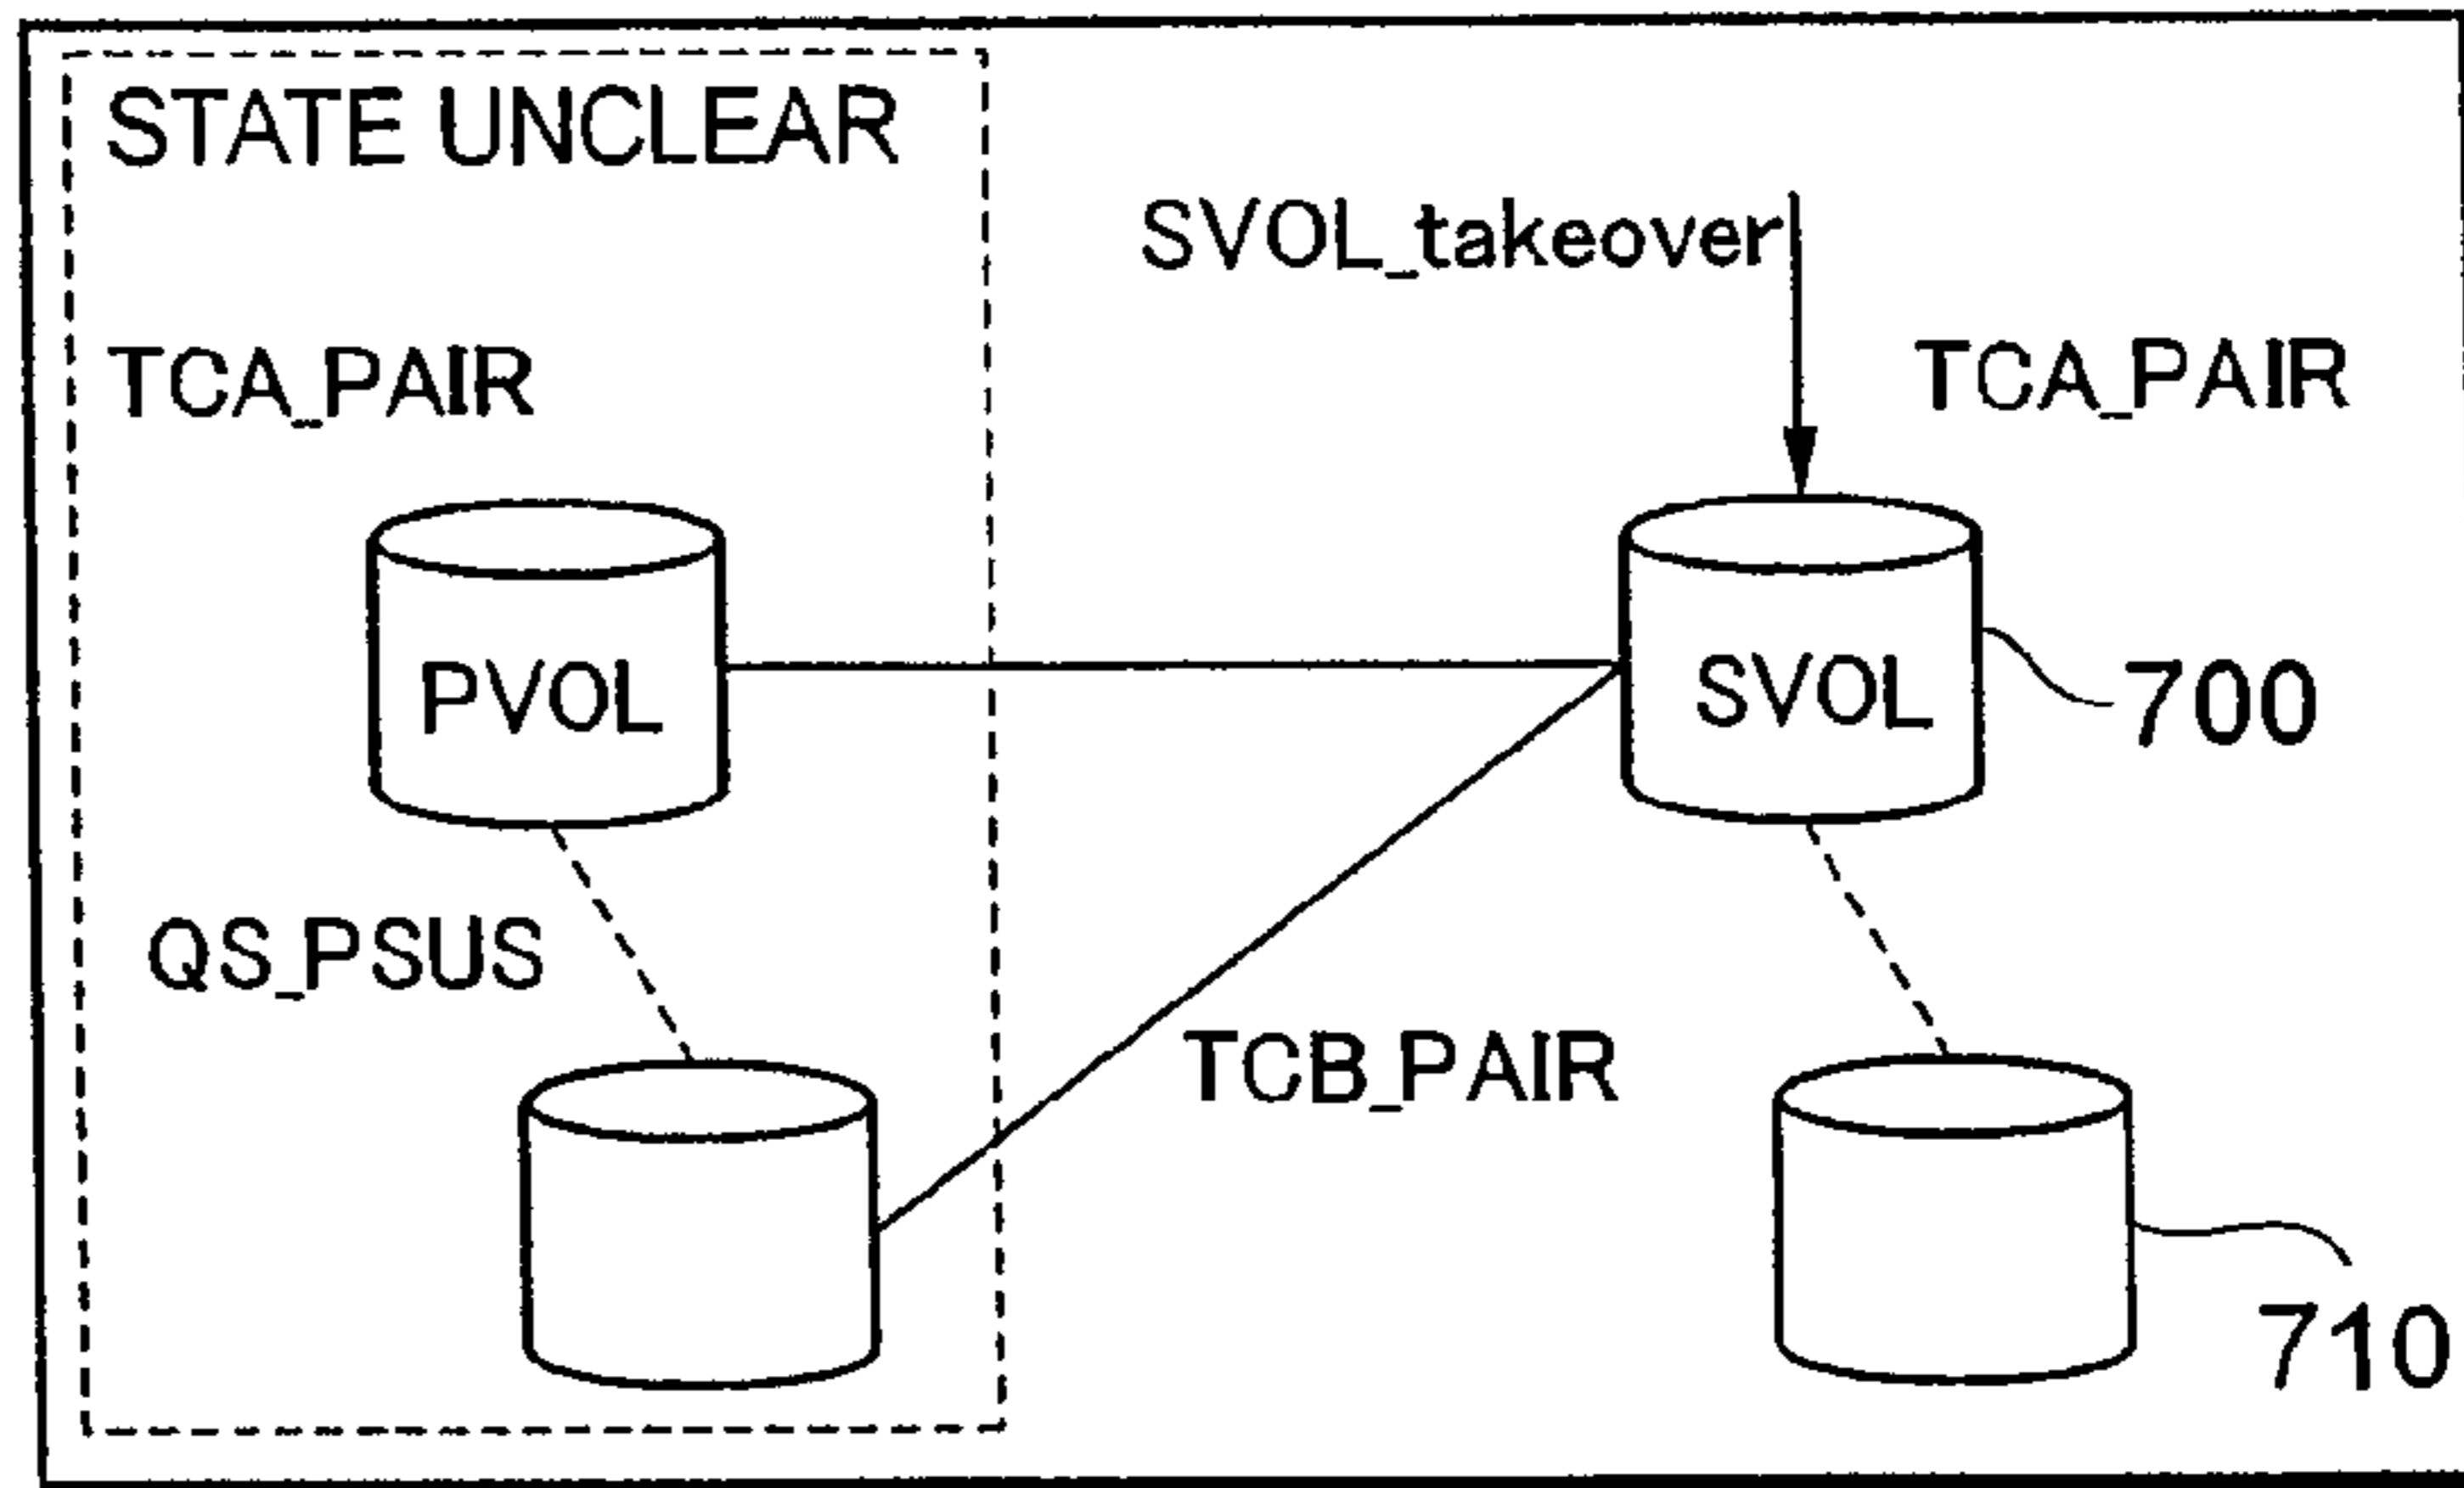 STATE UNCLEAR
SVOL_takeover
TCA_PAIR
TCA_PAIR
PVOL
SVOL
700
QS_PSUS
TCB_PAIR
710